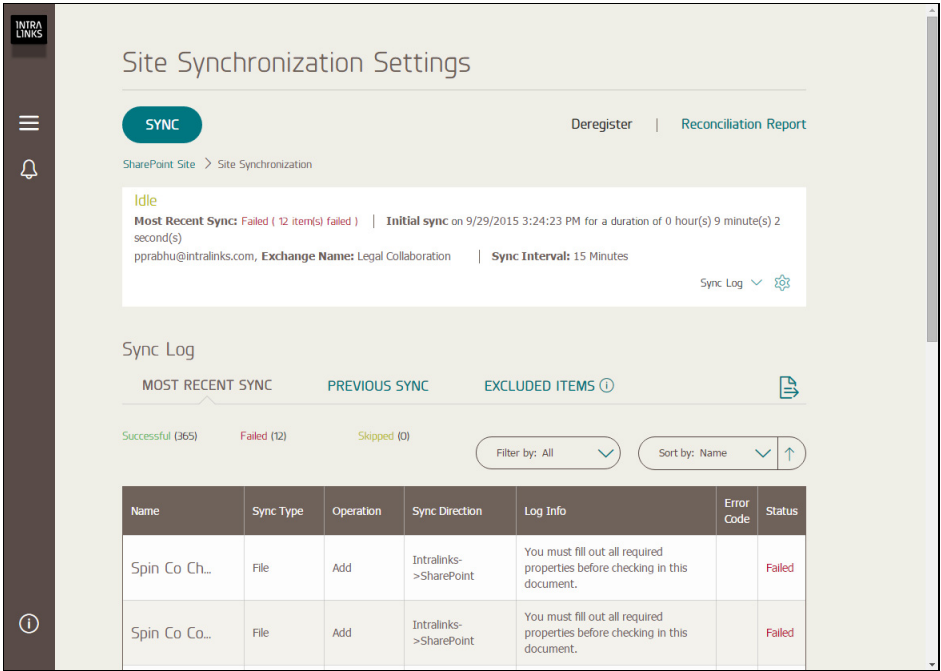 INTRA
LINKS
Site Synchronization Settings
SYNC
Deregister | Reconciliation Report
SharePoint Site > Site Synchronization
Idle
Most Recent Sync: Failed ( 12 item(s) failed ) | Initial sync on 9/29/2015 3:24:23 PM for a duration of 0 hour(s) 9 minute(s) 2
second(s)
pprabhu@intralinks.com, Exchange Name: Legal Collaboration | Sync Interval: 15 Minutes
Sync Log
Sync Log
MOST RECENT SYNC PREVIOUS SYNC EXCLUDED ITEMS
Successful (365) Failed (12) Skipped (0)
Filter by: All Sort by: Name
Name Sync Type Operation Sync Direction Log Info Error Code Status
Spin Co Ch... File Add Intralinks->SharePoint You must fill out all required properties before checking in this document. Failed
Spin Co Co... File Add Intralinks->SharePoint You must fill out all required properties before checking in this document. Failed